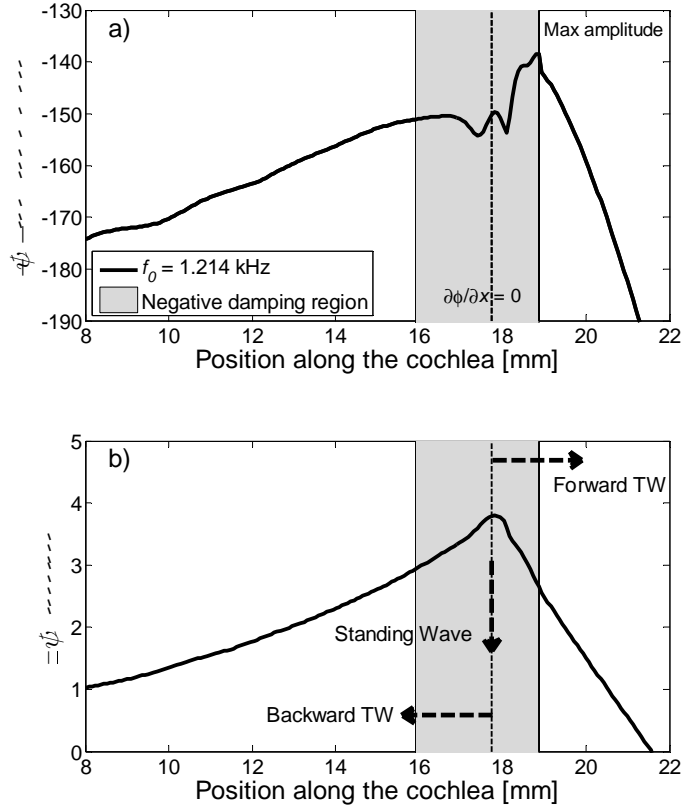 -130
-140
-150
-160
-170
-180
-190
a)
Max amplitude
f0 = 1.214 kHz
Negative damping region
∂ϕ/∂x = 0
8 10 12 14 16 18 20 22
Position along the cochlea [mm]
5
4
3
2
1
0
b)
Forward TW
Standing Wave
Backward TW
8 10 12 14 16 18 20 22
Position along the cochlea [mm]